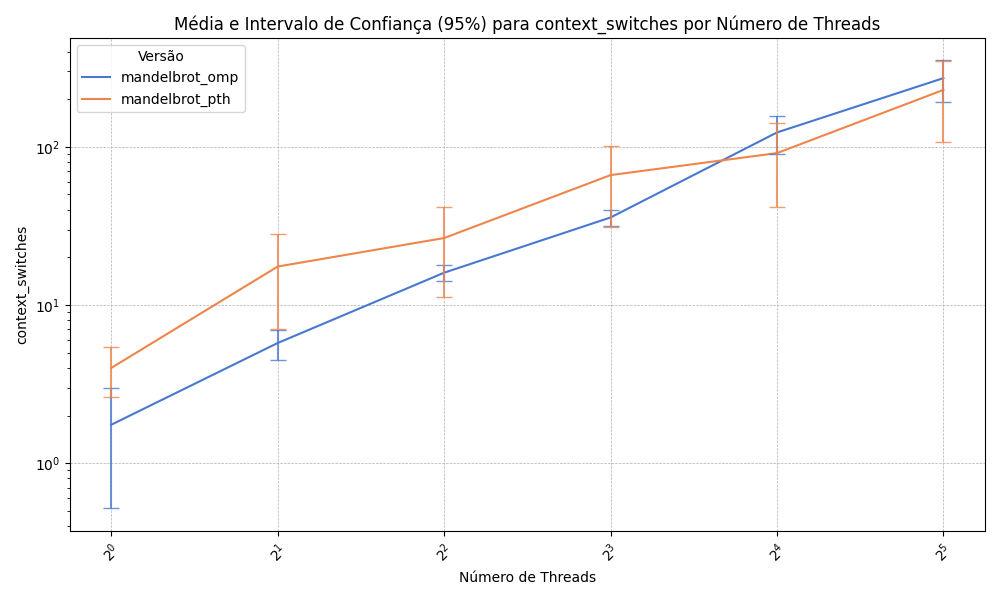 Média e Intervalo de Confiança (95%) para context_switches por Número de Threads
Versão
mandelbrot_omp
mandelbrot_pth
context_switches
10²
10¹
10⁰
2⁰
2¹
2²
2³
2⁴
2⁵
Número de Threads